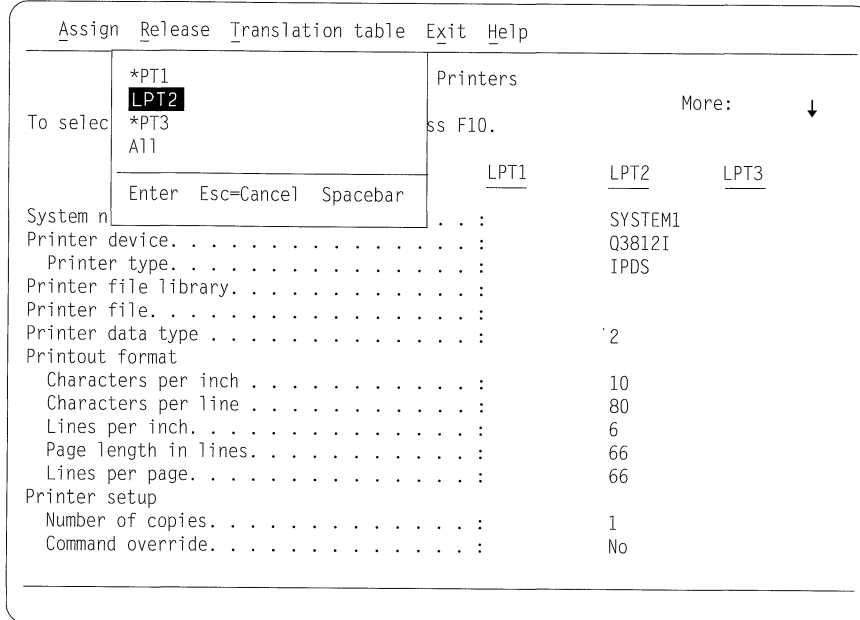 Assign Release Translation table Exit Help
*PT1
LPT2
*PT3
All
Enter Esc=Cancel Spacebar
Printers
More: ↓
To selec ss F10.
LPT1 LPT2 LPT3
System n . . : SYSTEM1
Printer device. . . . . . . . . . . . . . . . : Q3812I
Printer type. . . . . . . . . . . . . . . : IPDS
Printer file library. . . . . . . . . . . . . :
Printer file. . . . . . . . . . . . . . . . . :
Printer data type . . . . . . . . . . . . . . : 2
Printout format
Characters per inch . . . . . . . . . . . . : 10
Characters per line . . . . . . . . . . . . : 80
Lines per inch. . . . . . . . . . . . . . . : 6
Page length in lines. . . . . . . . . . . . : 66
Lines per page. . . . . . . . . . . . . . . : 66
Printer setup
Number of copies. . . . . . . . . . . . . . : 1
Command override. . . . . . . . . . . . . . : No